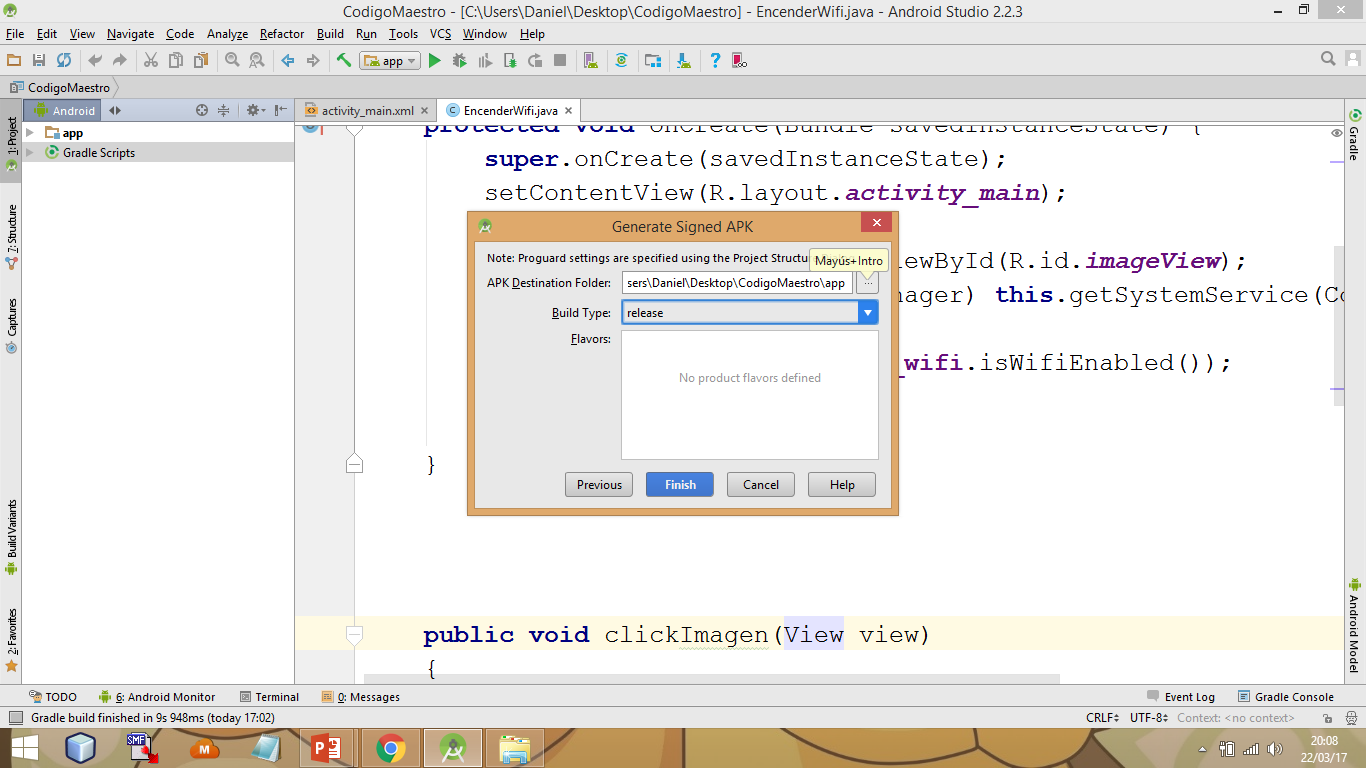 CodigoMaestro - [C:\Users\Daniel\Desktop\CodigoMaestro] - EncenderWifi.java - Android Studio 2.2.3
File Edit View Navigate Code Analyze Refactor Build Run Tools VCS Window Help
app
CodigoMaestro
Android
activity_main.xml
EncenderWifi.java
1: Project
7: Structure
Captures
Build Variants
2: Favorites
app
Gradle Scripts
protected void onCreate(Bundle savedInstanceState) {
super.onCreate(savedInstanceState);
setContentView(R.layout.activity_main);
ewById(R.id.imageView);
nager) this.getSystemService(Co
_wifi.isWifiEnabled());
}
public void clickImagen(View view)
{
Generate Signed APK
Note: Proguard settings are specified using the Project Structu
Mayús+Intro
APK Destination Folder: sers\Daniel\Desktop\CodigoMaestro\app ...
Build Type: release
Flavors:
No product flavors defined
Previous Finish Cancel Help
Gradle
Android Model
TODO 6: Android Monitor Terminal 0: Messages Event Log Gradle Console
Gradle build finished in 9s 948ms (today 17:02) CRLF UTF-8 Context: <no context>
SMF
20:08
22/03/17